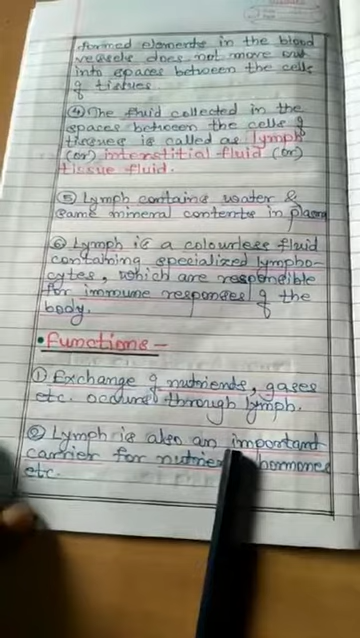 formed elements in the blood
vessels does not move out
into spaces between the cells
of tissues.
④ The fluid collected in the
spaces between the cells of
tissues is called as lymph
(or) interstitial fluid (or)
tissue fluid.
⑤ Lymph contains water &
same mineral contents in plasma
⑥ Lymph is a colourless fluid
containing specialized lympho-
cytes, which are responsible
for immune responses of the
body.
• Functions -
① Exchange of nutrients, gases
etc. occurs through lymph.
② Lymph is also an important
carrier for nutrien hormones
etc.